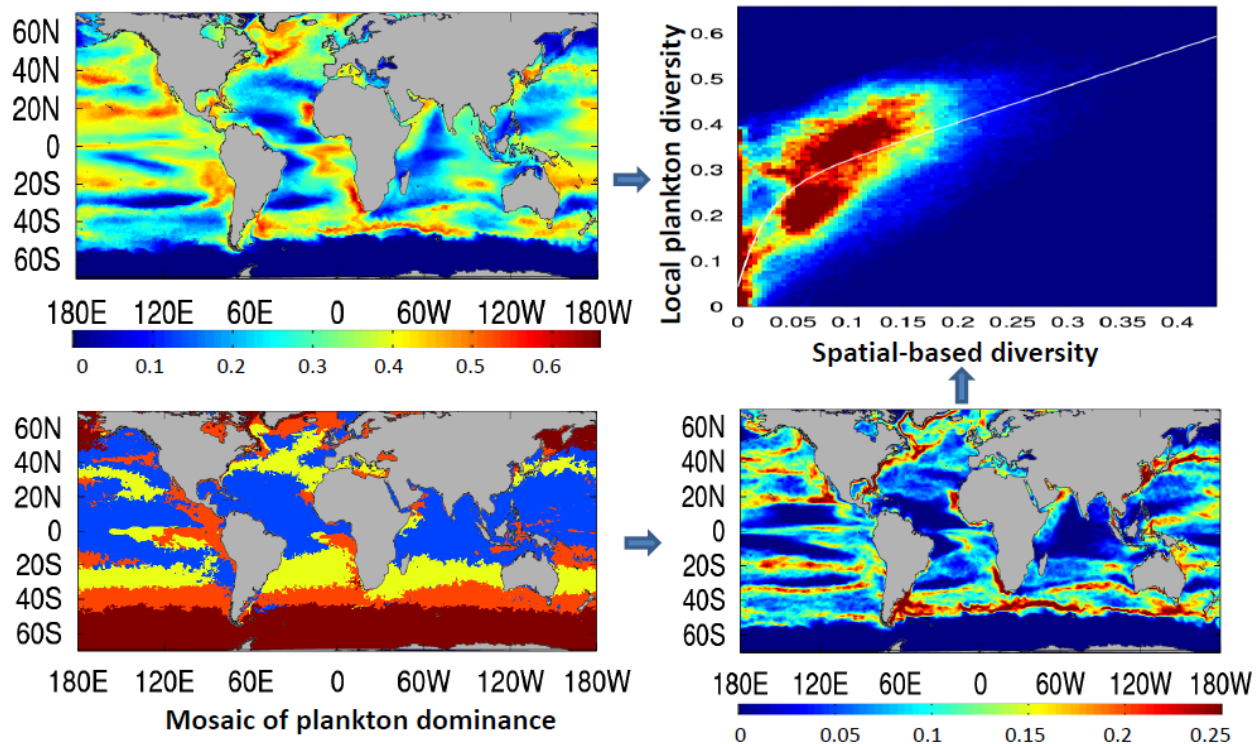 60N
40N
20N
0
20S
40S
60S
180E 120E 60E 0 60W 120W 180W
0 0.1 0.2 0.3 0.4 0.5 0.6
Local plankton diversity
0.6
0.5
0.4
0.3
0.2
0.1
0
0 0.05 0.1 0.15 0.2 0.25 0.3 0.35 0.4
Spatial-based diversity
60N
40N
20N
0
20S
40S
60S
180E 120E 60E 0 60W 120W 180W
Mosaic of plankton dominance
60N
40N
20N
0
20S
40S
60S
180E 120E 60E 0 60W 120W 180W
0 0.05 0.1 0.15 0.2 0.25